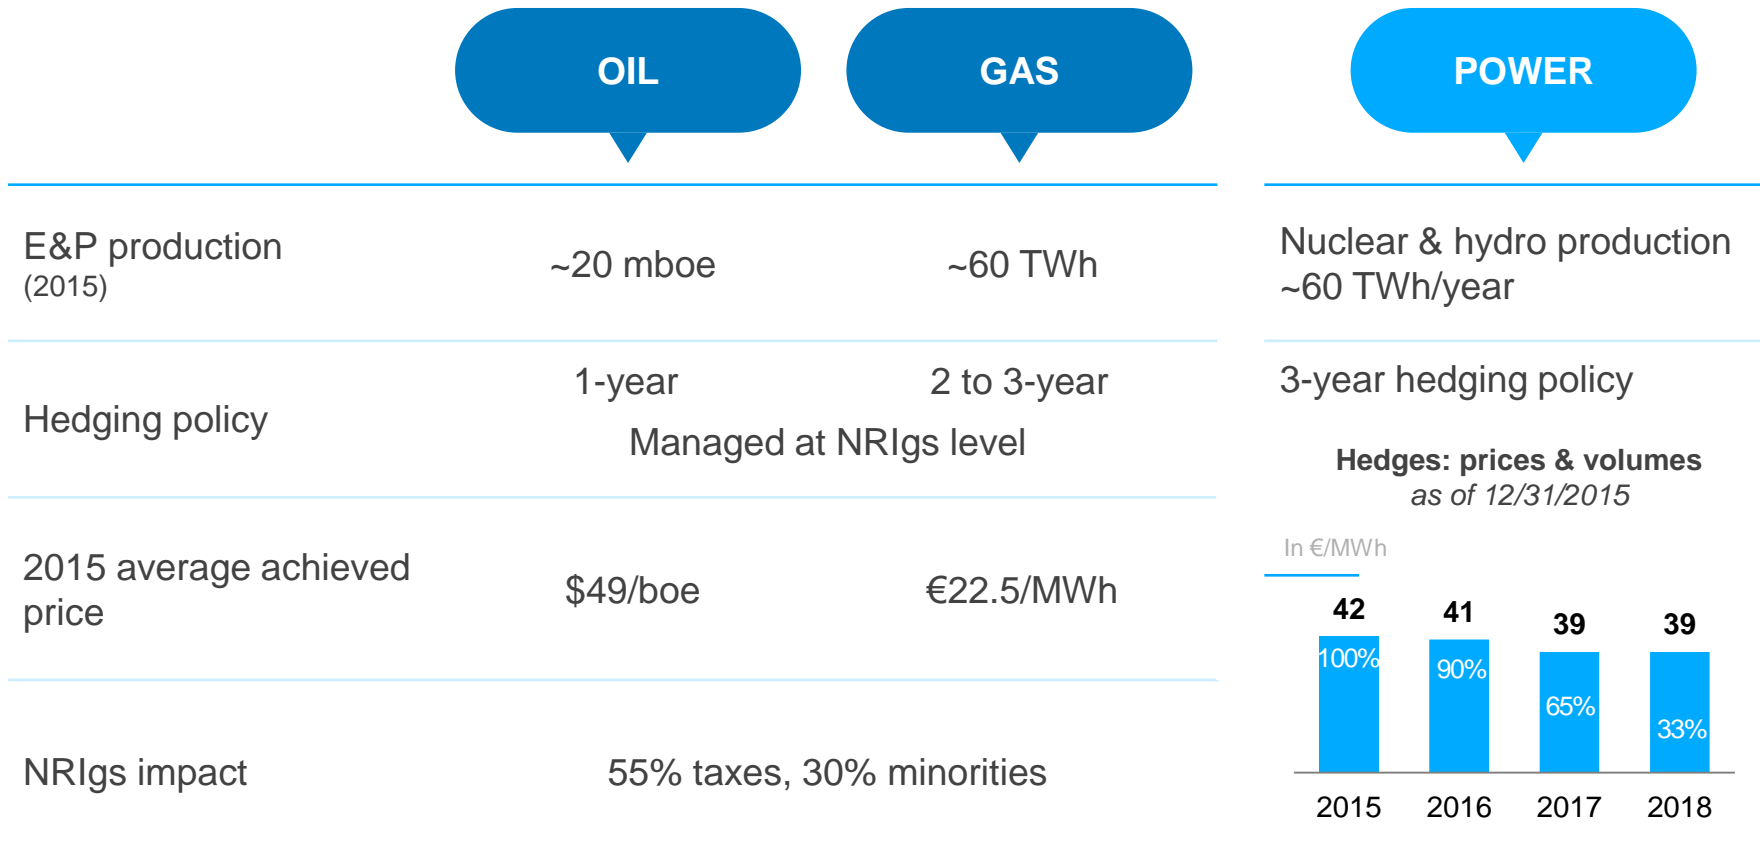 OIL
GAS
POWER
E&P production
(2015)
~20 mboe
~60 TWh
Nuclear & hydro production
~60 TWh/year
Hedging policy
1-year
2 to 3-year
Managed at NRIgs level
3-year hedging policy
2015 average achieved
price
$49/boe
€22.5/MWh
NRIgs impact
55% taxes, 30% minorities
Hedges: prices & volumes
as of 12/31/2015
In €/MWh
42
41
39
39
100%
90%
65%
33%
2015
2016
2017
2018